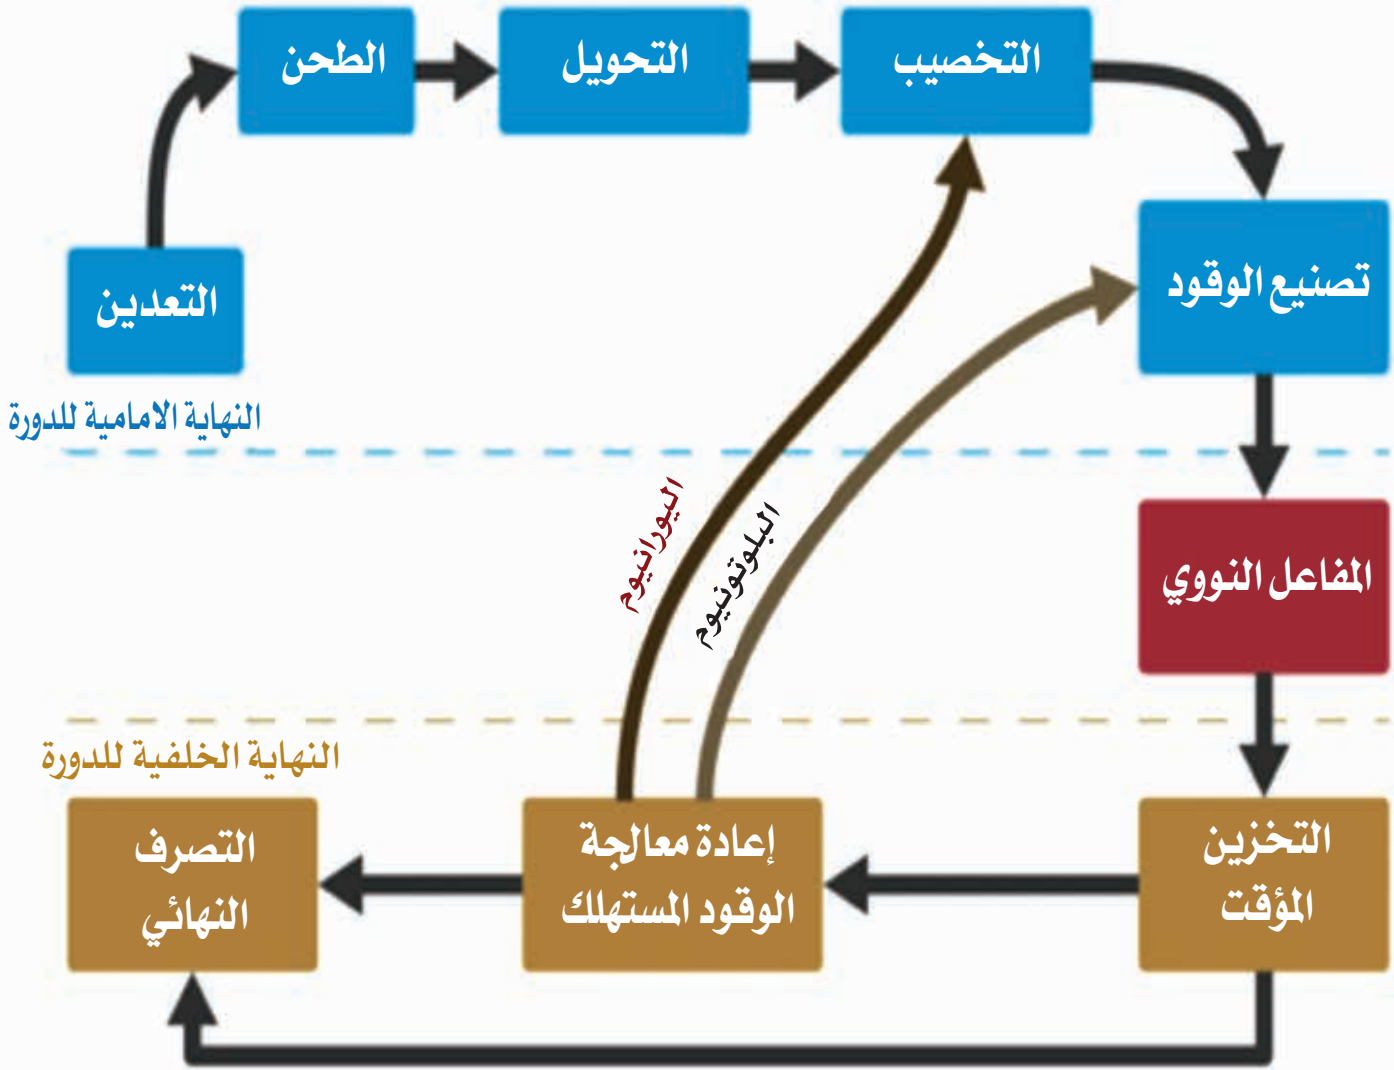 الطحن
التحويل
التخصيب
التعدين
تصنيع الوقود
النهاية الامامية للدورة
اليورانيوم
البلوتونيوم
المفاعل النووي
النهاية الخلفية للدورة
التخزين
المؤقت
إعادة معالجة
الوقود المستهلك
التصرف
النهائي